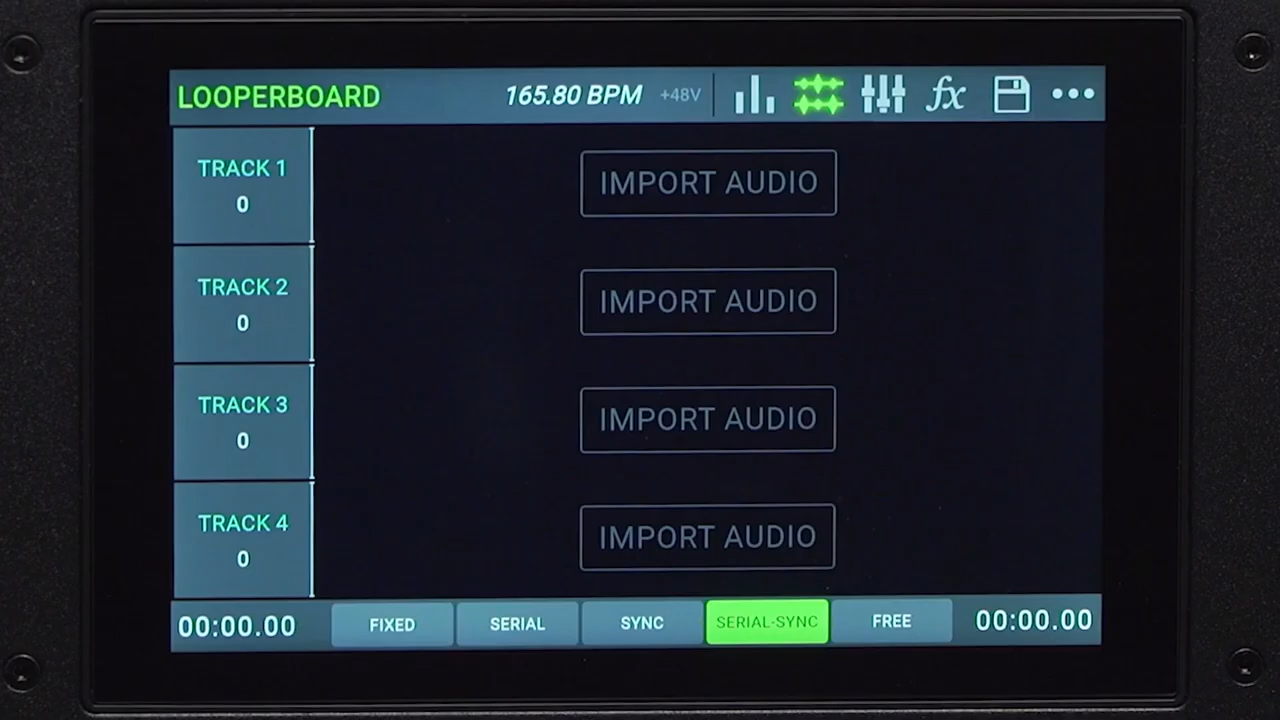 LOOPERBOARD 165.80 BPM +48V fx
TRACK 1
0
IMPORT AUDIO
TRACK 2
0
IMPORT AUDIO
TRACK 3
0
IMPORT AUDIO
TRACK 4
0
IMPORT AUDIO
00:00.00 FIXED SERIAL SYNC SERIAL-SYNC FREE 00:00.00